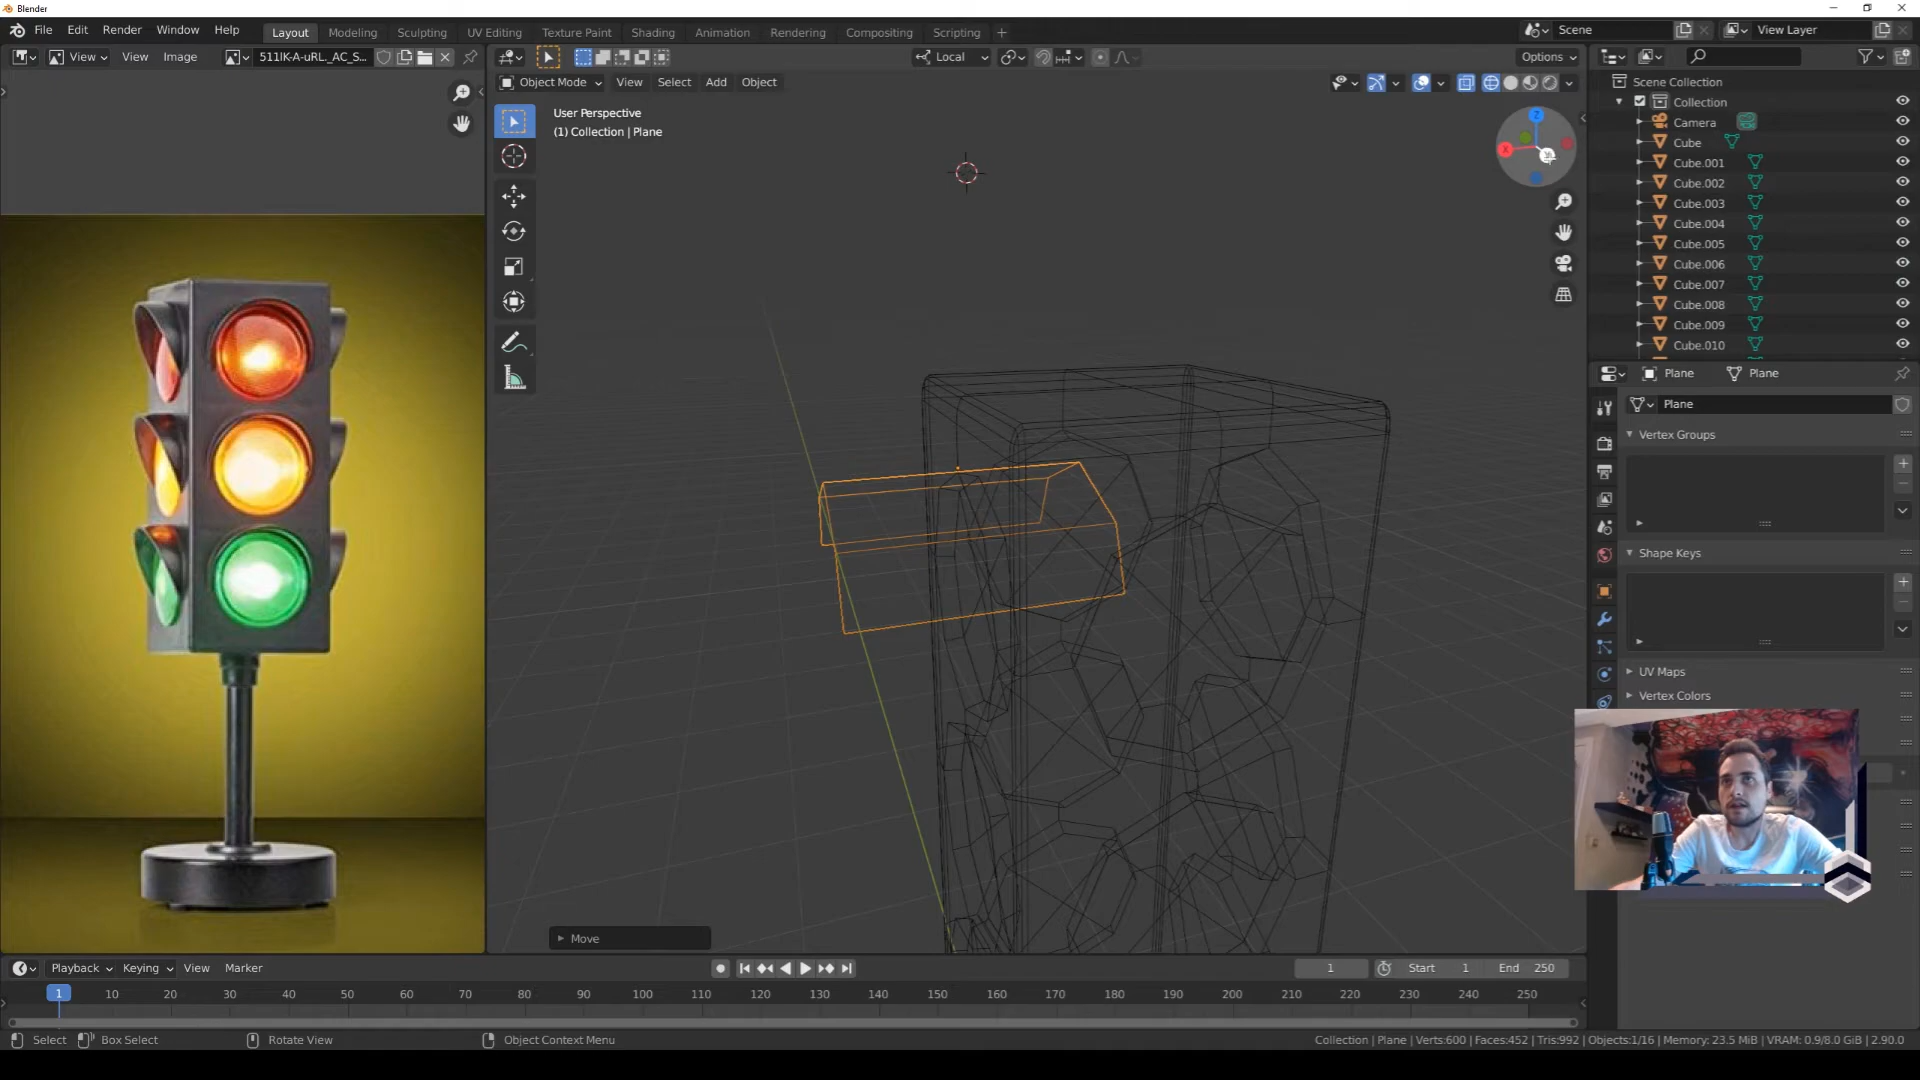 Blender
File Edit Render Window Help
Layout Modeling Sculpting UV Editing Texture Paint Shading Animation Rendering Compositing Scripting +
Scene View Layer
View View Image 511lK-A-uRL._AC_S...
Local Options
Object Mode View Select Add Object
User Perspective
(1) Collection | Plane
Z
X
Scene Collection
Collection
Camera
Cube
Cube.001
Cube.002
Cube.003
Cube.004
Cube.005
Cube.006
Cube.007
Cube.008
Cube.009
Cube.010
Plane Plane
Plane
Vertex Groups
Shape Keys
UV Maps
Vertex Colors
Move
Playback Keying View Marker
1 Start 1 End 250
1 10 20 30 40 50 60 70 80 90 100 110 120 130 140 150 160 170 180 190 200 210 220 230 240 250
Select Box Select Rotate View Object Context Menu
Collection | Plane | Verts:600 | Faces:452 | Tris:992 | Objects:1/16 | Memory: 23.5 MiB | VRAM: 0.9/8.0 GiB | 2.90.0